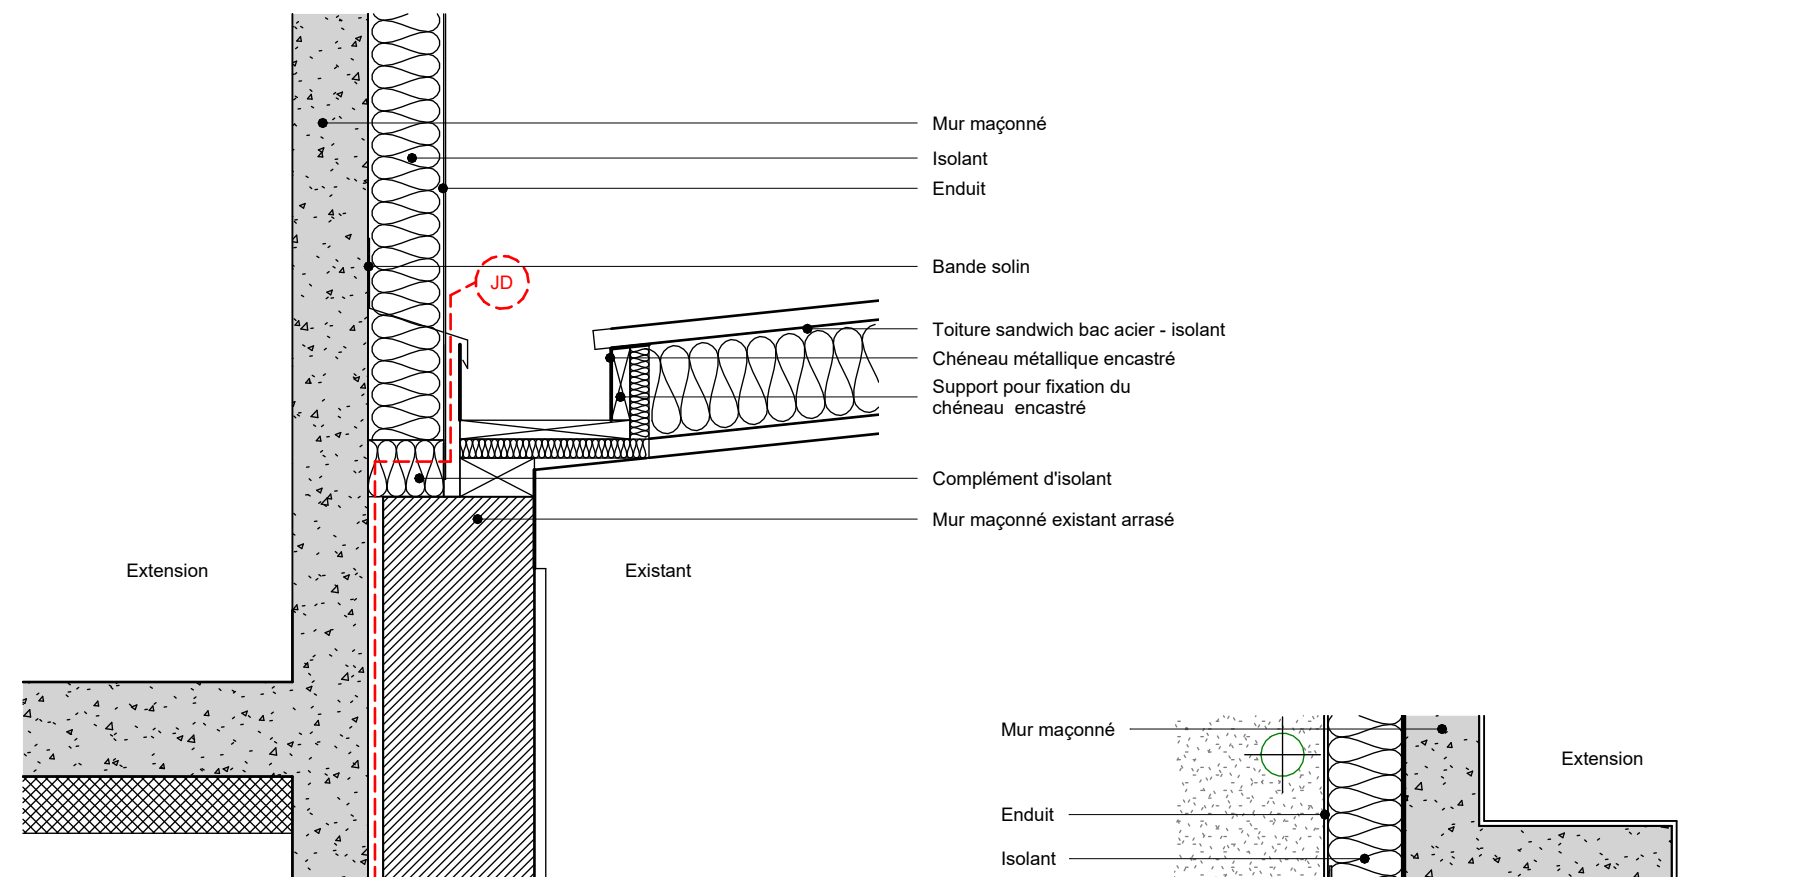 Mur maçonné
Isolant
Enduit
Bande solin
JD
Toiture sandwich bac acier - isolant
Chéneau métallique encastré
Support pour fixation du
chéneau  encastré
Complément d'isolant
Mur maçonné existant arrasé
Extension
Existant
Mur maçonné
Extension
Enduit
Isolant